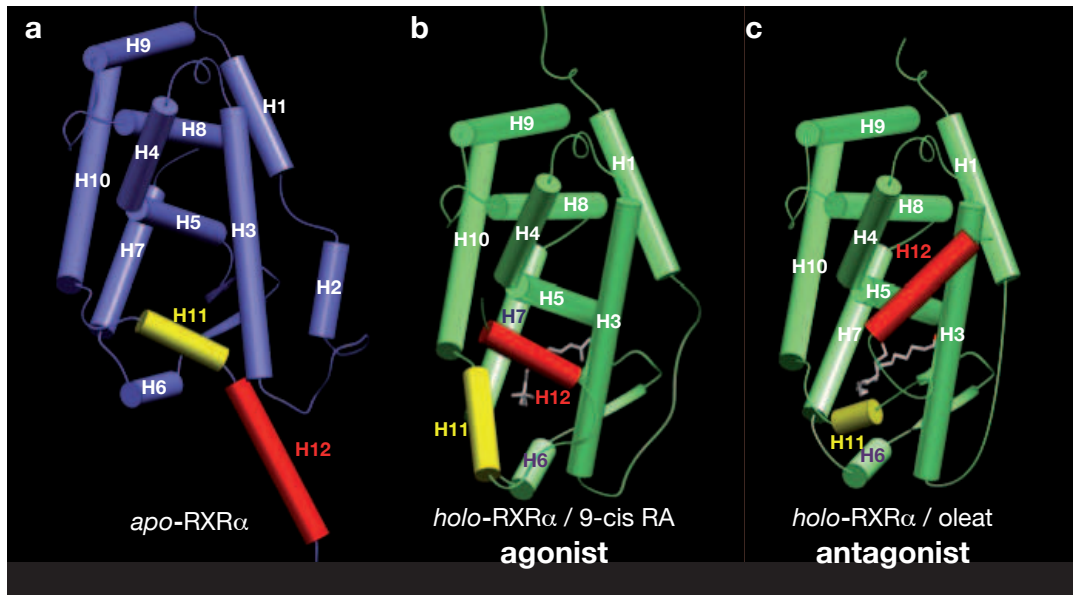 a
H9
H1
H8
H4
H10
H5
H3
H7
H2
H11
H6
H12
apo-RXRα
b
H9
H1
H8
H4
H10
H5
H7
H3
H12
H11
H6
holo-RXRα / 9-cis RA
agonist
c
H9
H1
H8
H4
H12
H10
H5
H7
H3
H11
H6
holo-RXRα / oleat
antagonist